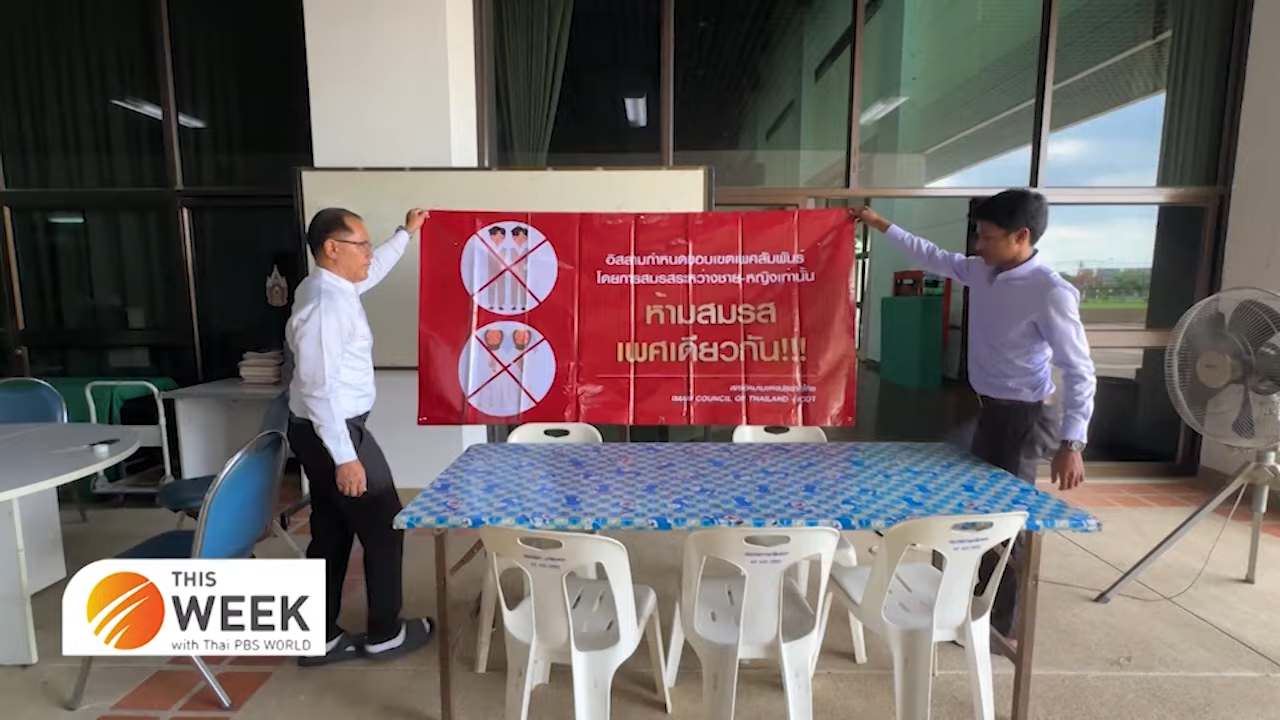 อิสลามกำหนดขอบเขตเพศสัมพันธ์
โดยการสมรสระหว่างชาย-หญิงเท่านั้น
ห้ามสมรส
เพศเดียวกัน!!!
IMAM COUNCIL OF THAILAND
THIS
WEEK
with Thai PBS WORLD